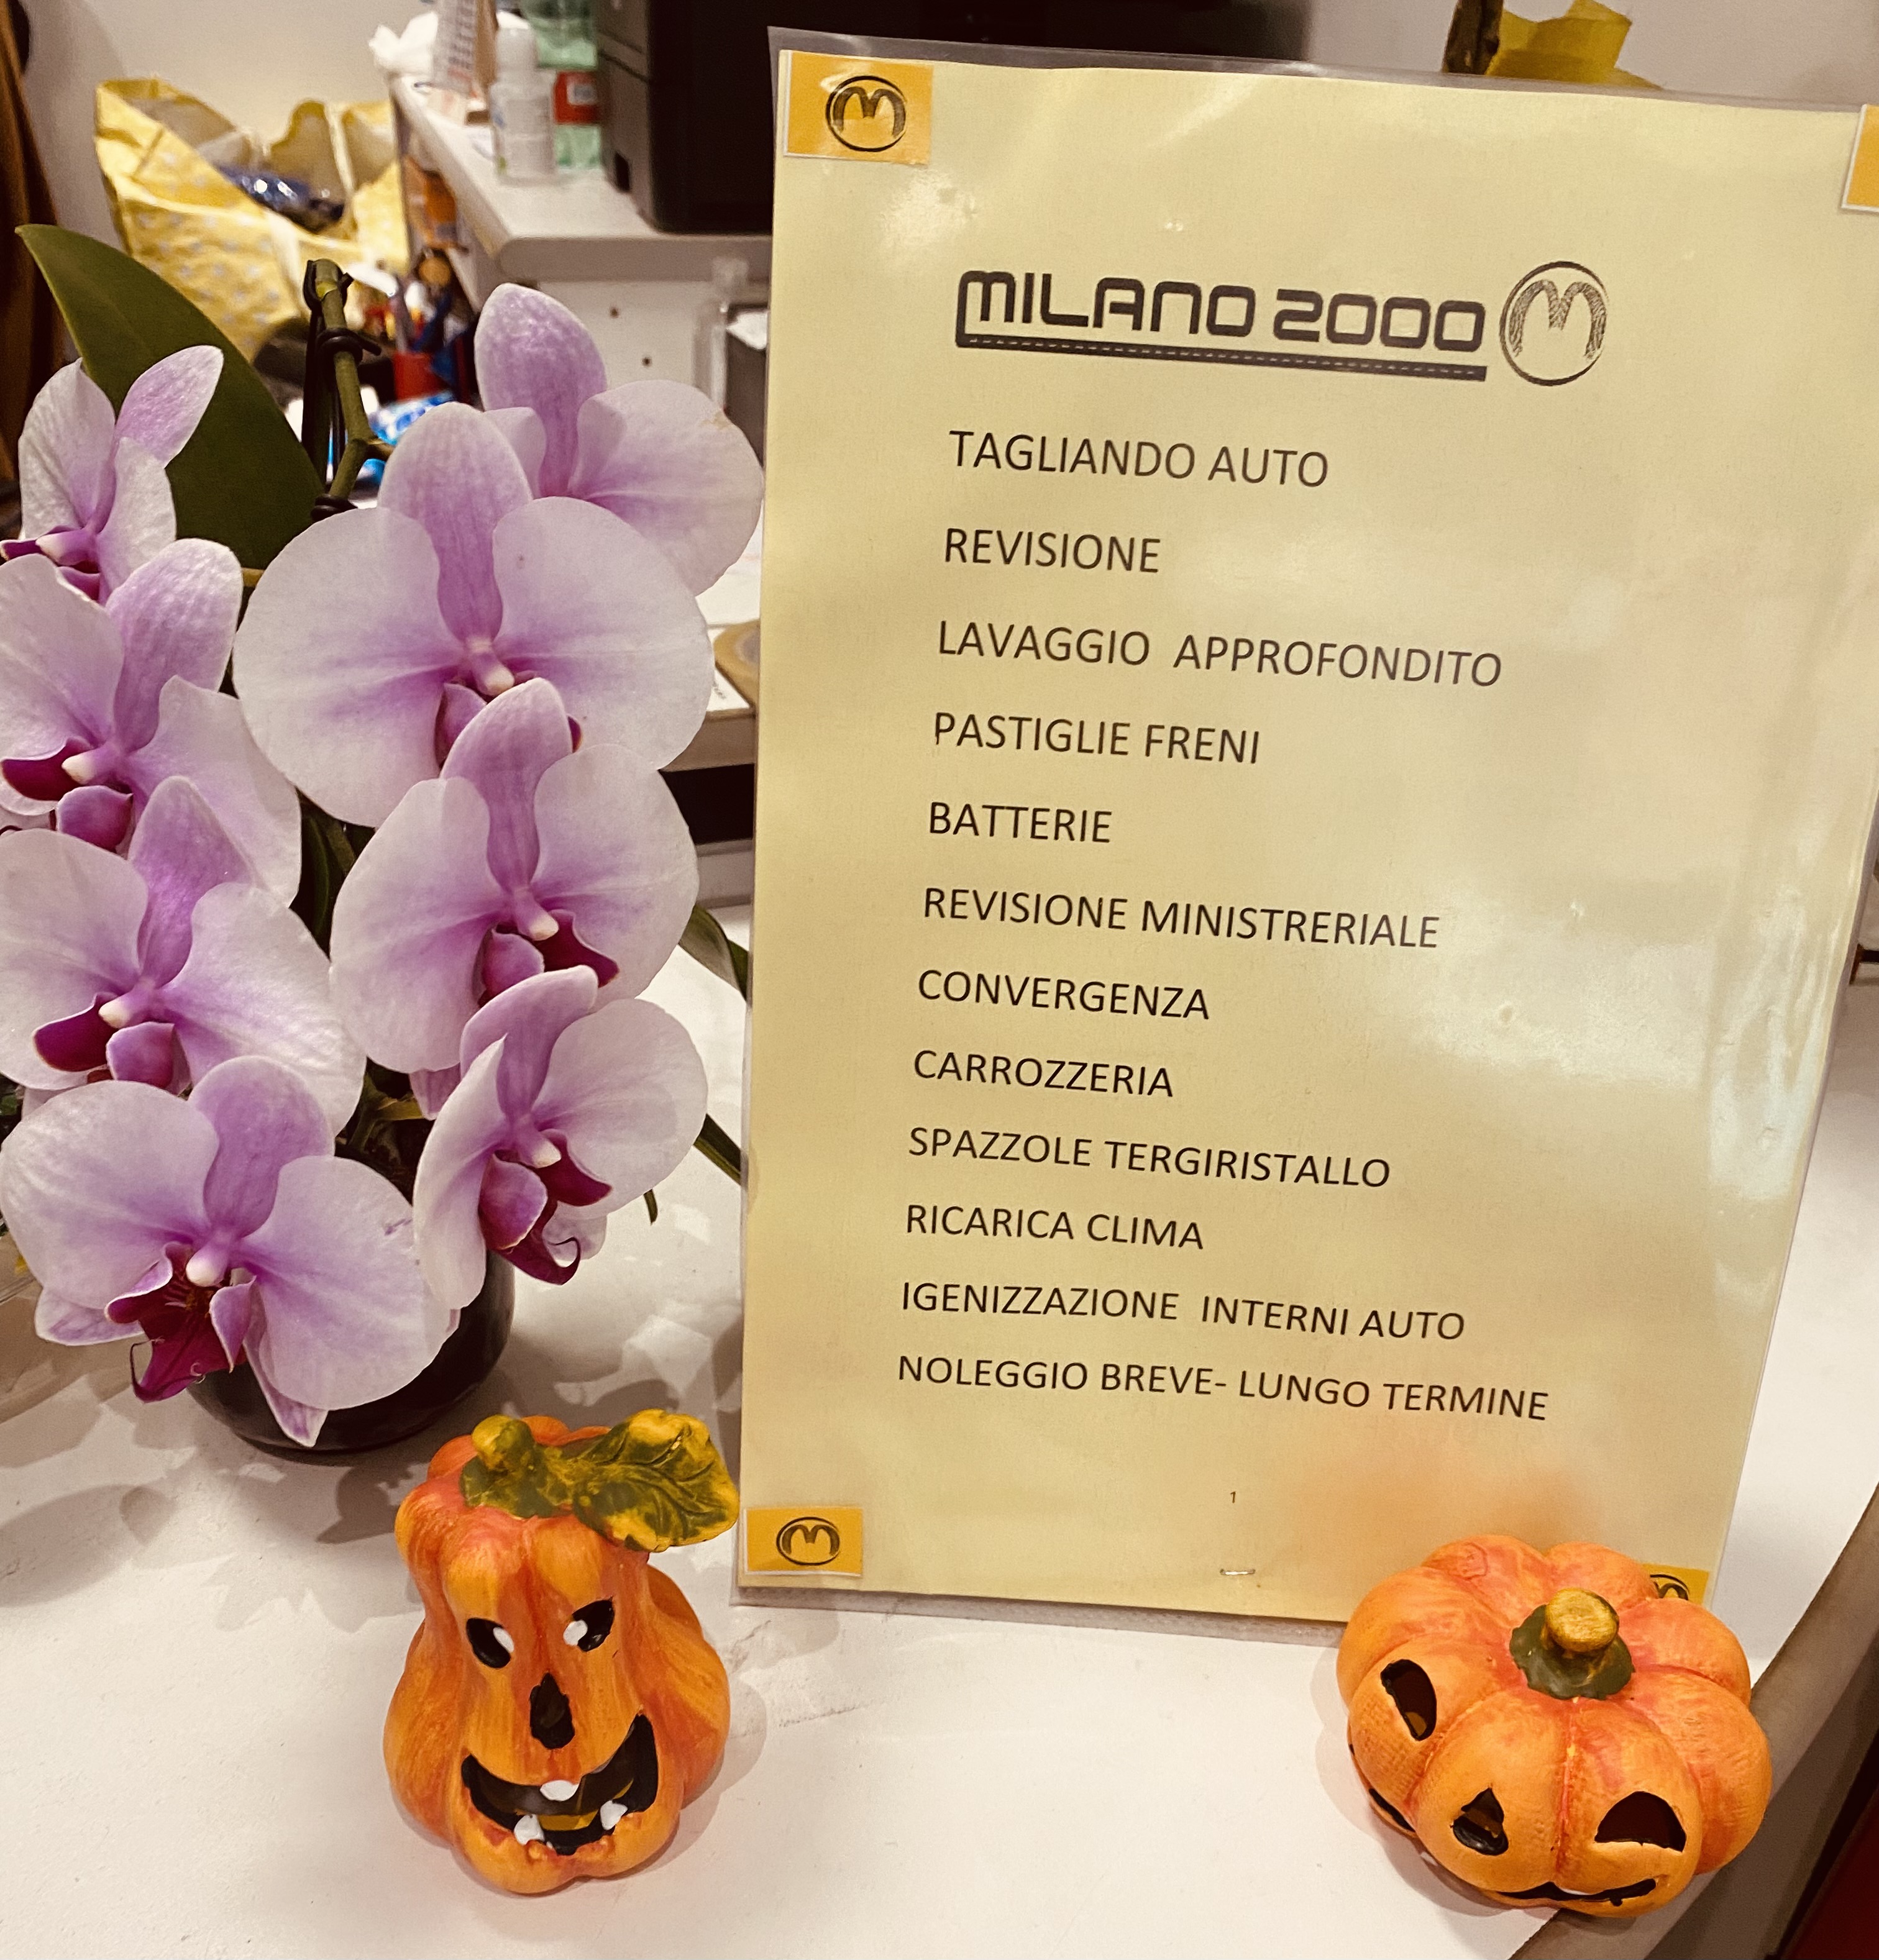 MILANO 2000
TAGLIANDO AUTO
REVISIONE
LAVAGGIO APPROFONDITO
PASTIGLIE FRENI
BATTERIE
REVISIONE MINISTRERIALE
CONVERGENZA
CARROZZERIA
SPAZZOLE TERGIRISTALLO
RICARICA CLIMA
IGENIZZAZIONE INTERNI AUTO
NOLEGGIO BREVE- LUNGO TERMINE
1